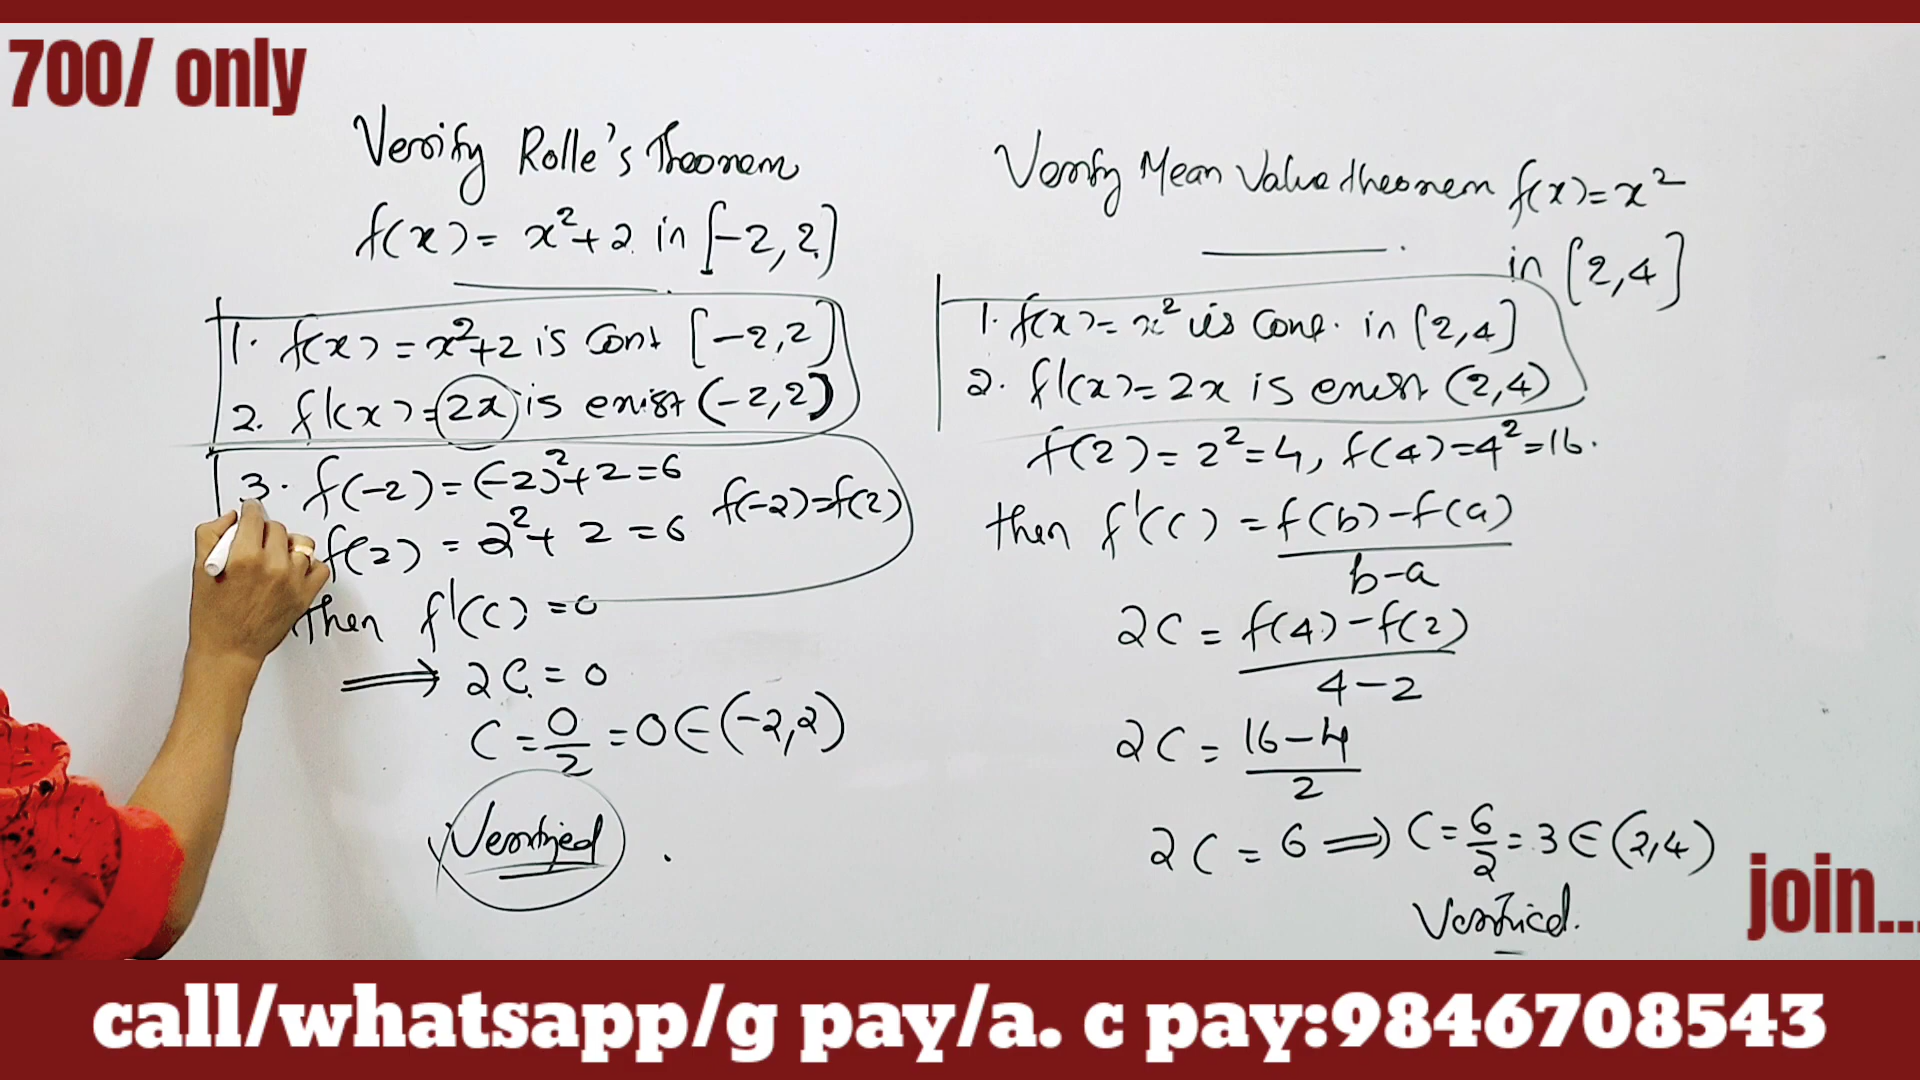 700/ only
Verify Rolle's Theorem
f(x) = x²+2 in [-2,2]
1. f(x) = x²+2 is Cont [-2,2]
2. f'(x) = 2x is exist (-2,2)
3. f(-2) = (-2)²+2 = 6
f(2) = 2²+2 = 6
f(-2)=f(2)
then f'(c) = 0
⟹ 2C = 0
C = 0/2 = 0 ∈ (-2,2)
Verified
Verify Mean Value theorem f(x) = x²
in [2,4]
1. f(x) = x² is Cont. in [2,4]
2. f'(x) = 2x is exist (2,4)
f(2) = 2² = 4, f(4) = 4² = 16.
then f'(c) = f(b)-f(a)
b-a
2C = f(4)-f(2)
4-2
2C = 16-4
2
2C = 6 ⟹ C = 6/2 = 3 ∈ (2,4)
Verified.
join...
call/whatsapp/g pay/a. c pay:9846708543